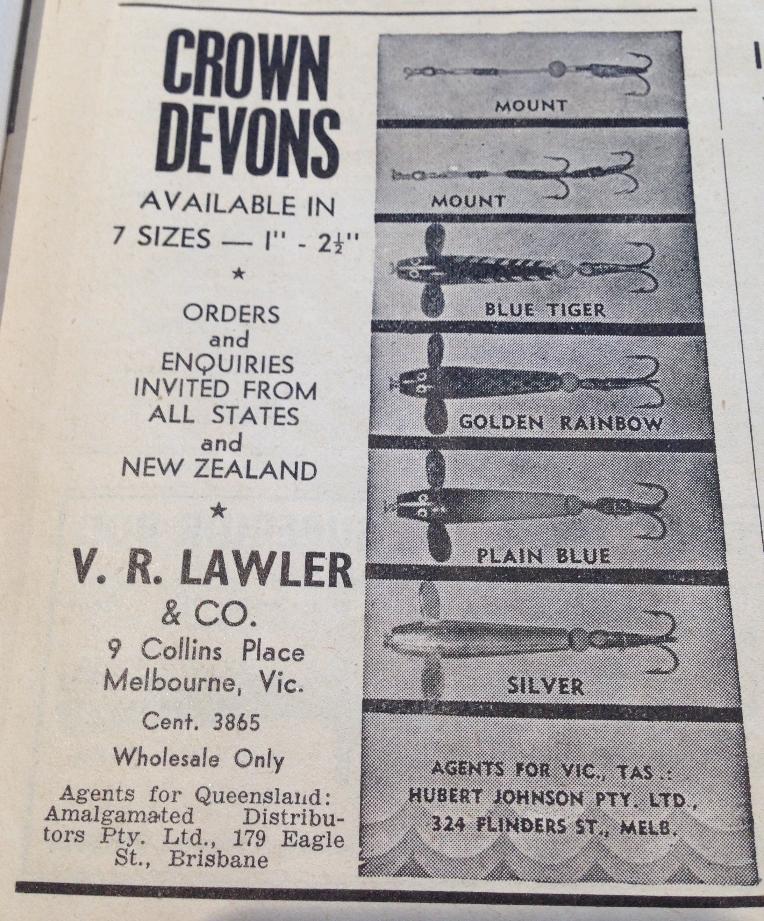 CROWN
DEVONS
AVAILABLE IN
7 SIZES — 1" - 2½"
★
ORDERS
and
ENQUIRIES
INVITED FROM
ALL STATES
and
NEW ZEALAND
★
V. R. LAWLER
& CO.
9 Collins Place
Melbourne, Vic.
Cent. 3865
Wholesale Only
Agents for Queensland:
Amalgamated Distribu-
tors Pty. Ltd., 179 Eagle
St., Brisbane
MOUNT
MOUNT
BLUE TIGER
GOLDEN RAINBOW
PLAIN BLUE
SILVER
AGENTS FOR VIC., TAS.:
HUBERT JOHNSON PTY. LTD.,
324 FLINDERS ST., MELB.